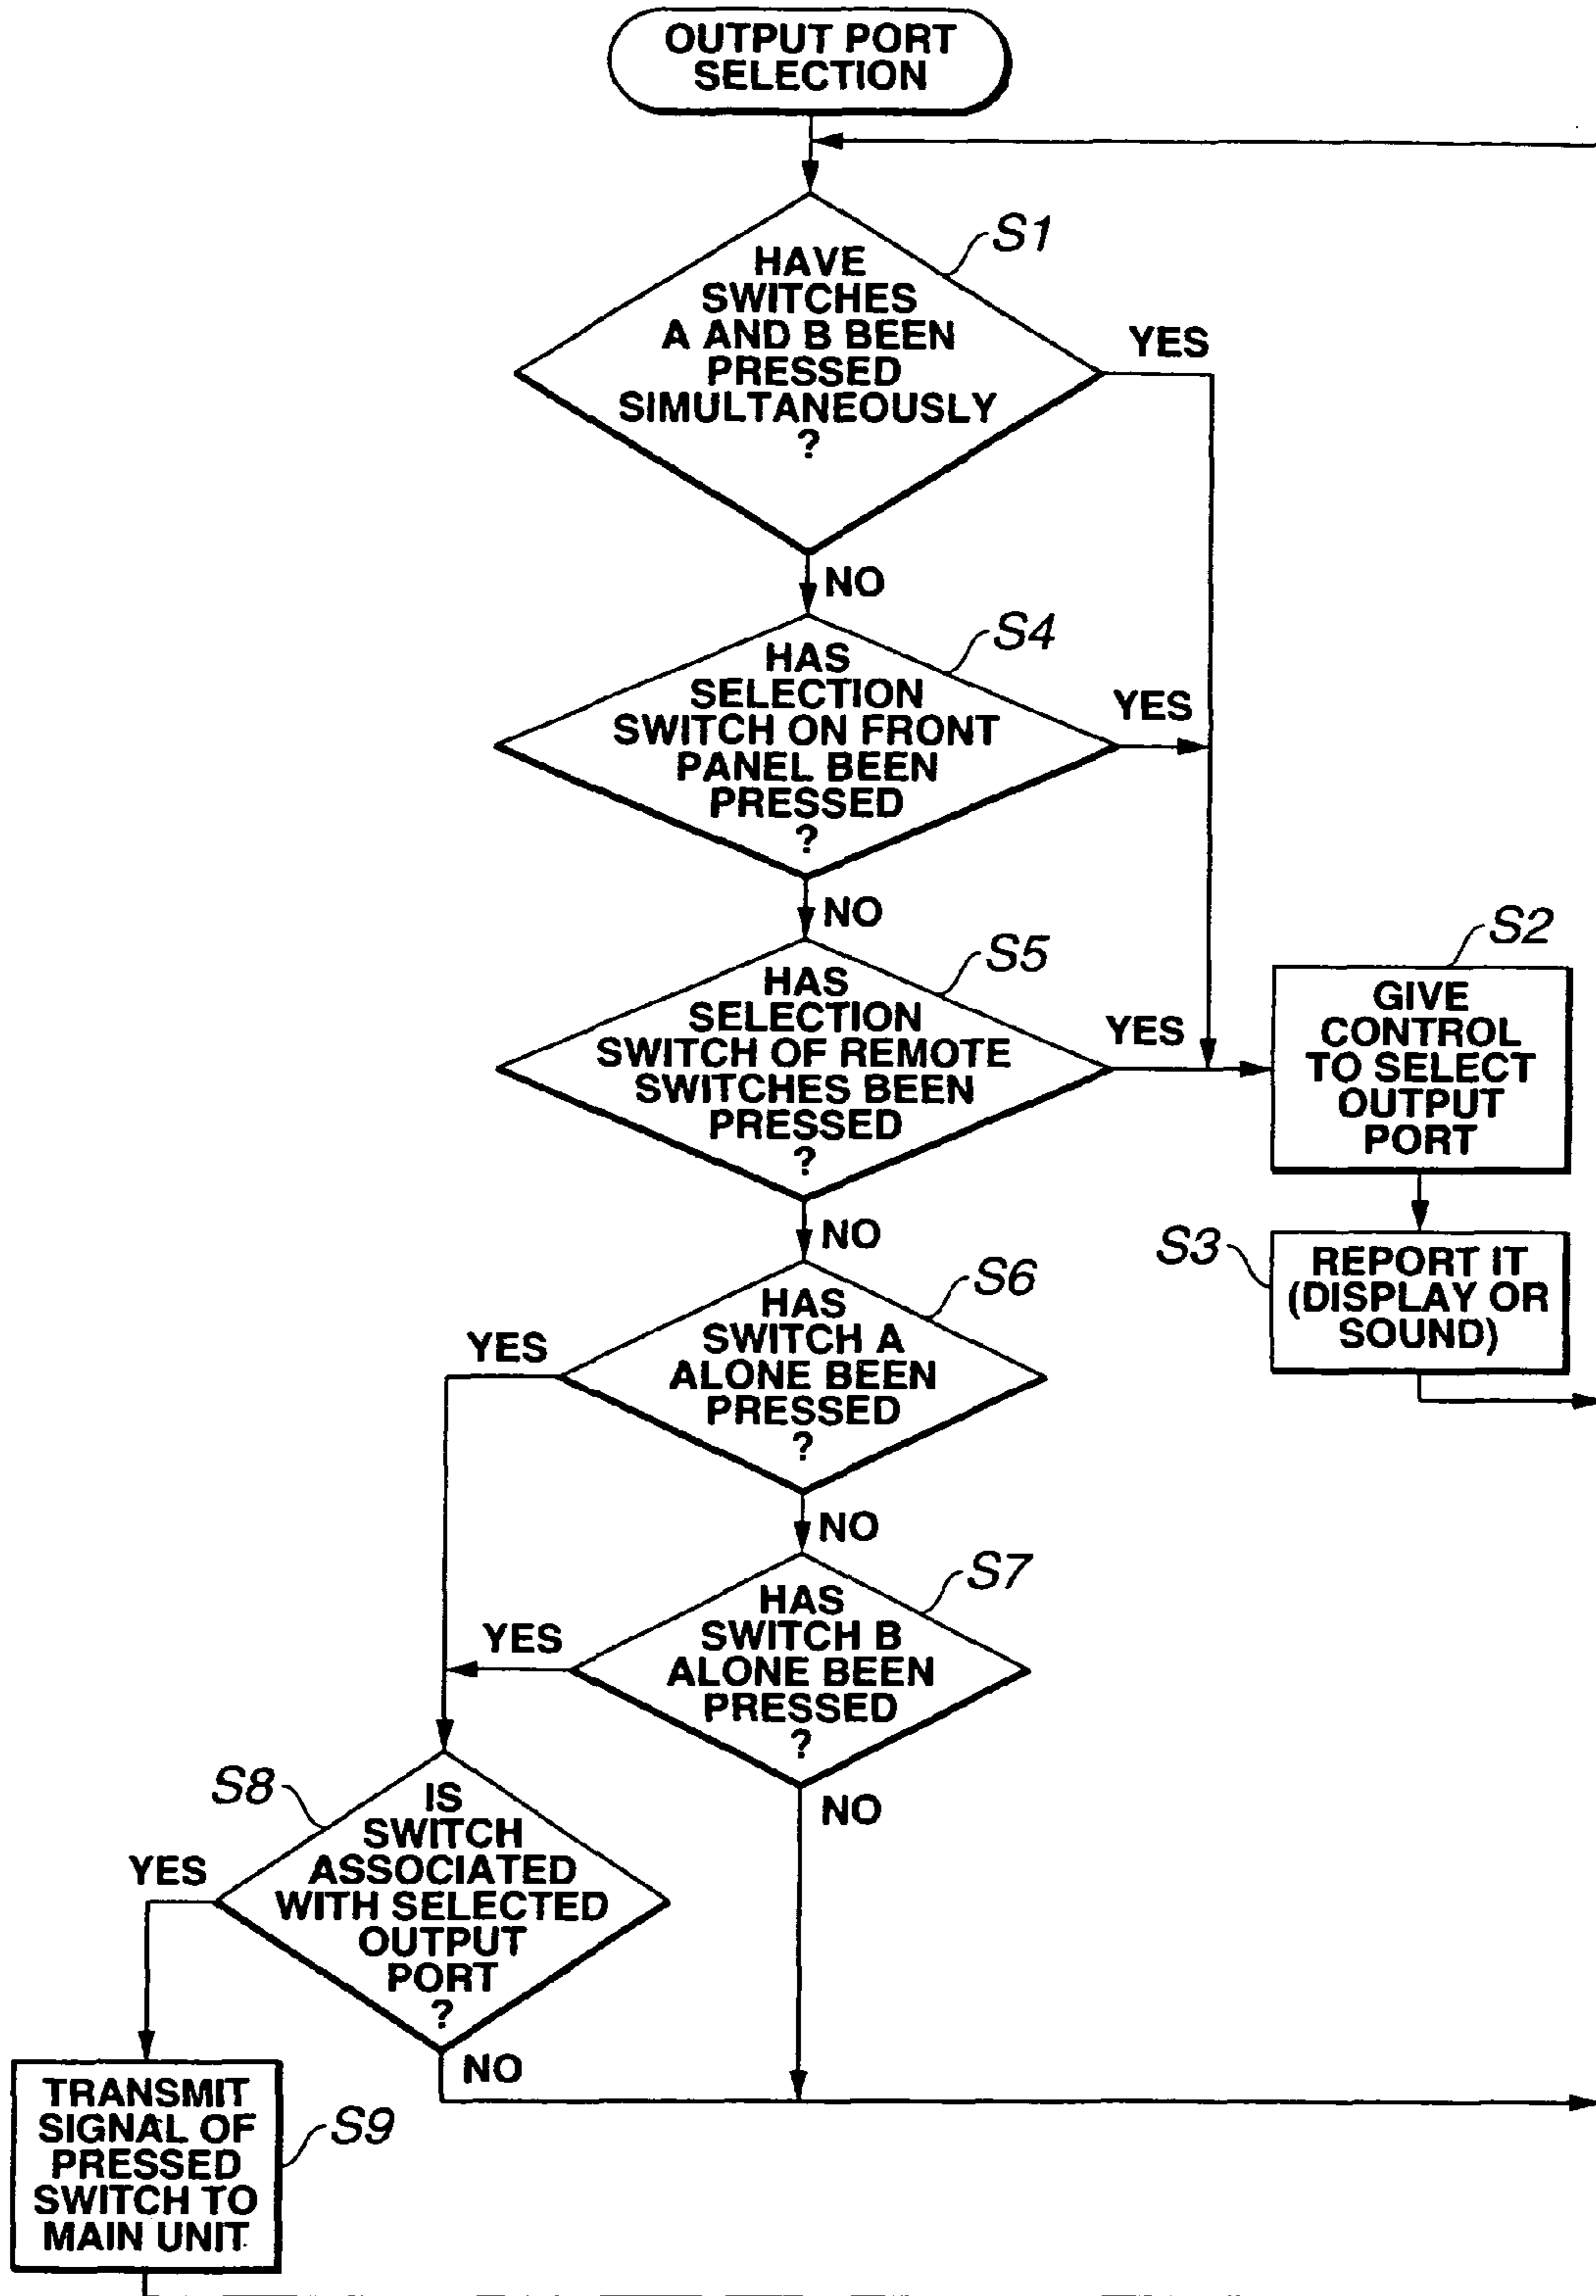 OUTPUT PORT
SELECTION
S1
HAVE
SWITCHES
A AND B BEEN
PRESSED
SIMULTANEOUSLY
?
YES
NO
S4
HAS
SELECTION
SWITCH ON FRONT
PANEL BEEN
PRESSED
?
YES
NO
S5
HAS
SELECTION
SWITCH OF REMOTE
SWITCHES BEEN
PRESSED
?
YES
S2
GIVE
CONTROL
TO SELECT
OUTPUT
PORT
S3
REPORT IT
(DISPLAY OR
SOUND)
NO
S6
HAS
SWITCH A
ALONE BEEN
PRESSED
?
YES
NO
S7
HAS
SWITCH B
ALONE BEEN
PRESSED
?
YES
NO
S8
IS
SWITCH
ASSOCIATED
WITH SELECTED
OUTPUT
PORT
?
YES
NO
TRANSMIT
SIGNAL OF
PRESSED
SWITCH TO
MAIN UNIT
S9